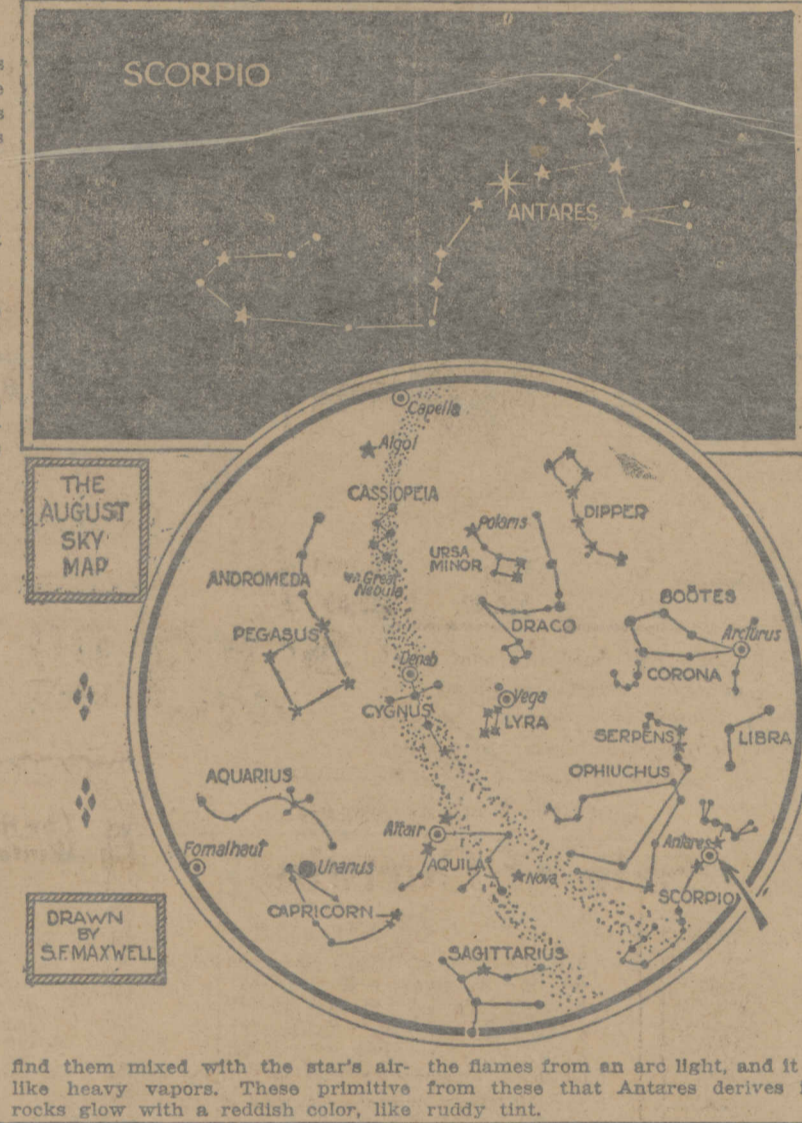 SCORPIO
ANTARES
THE
AUGUST
SKY
MAP
Capella
Algol
CASSIOPEIA
DIPPER
Polaris
URSA
MINOR
ANDROMEDA
Great
Nebula
BOÖTES
PEGASUS
DRACO
Arcturus
Deneb
CORONA
CYGNUS
Vega
LYRA
SERPENS
LIBRA
AQUARIUS
OPHIUCHUS
Altair
Antares
Fomalhaut
Uranus
AQUILA
Nova
SCORPIO
CAPRICORN
DRAWN
BY
S.F. MAXWELL
SAGITTARIUS
find them mixed with the star's air-
like heavy vapors. These primitive
rocks glow with a reddish color, like
the flames from an arc light, and it
from these that Antares derives
ruddy tint.